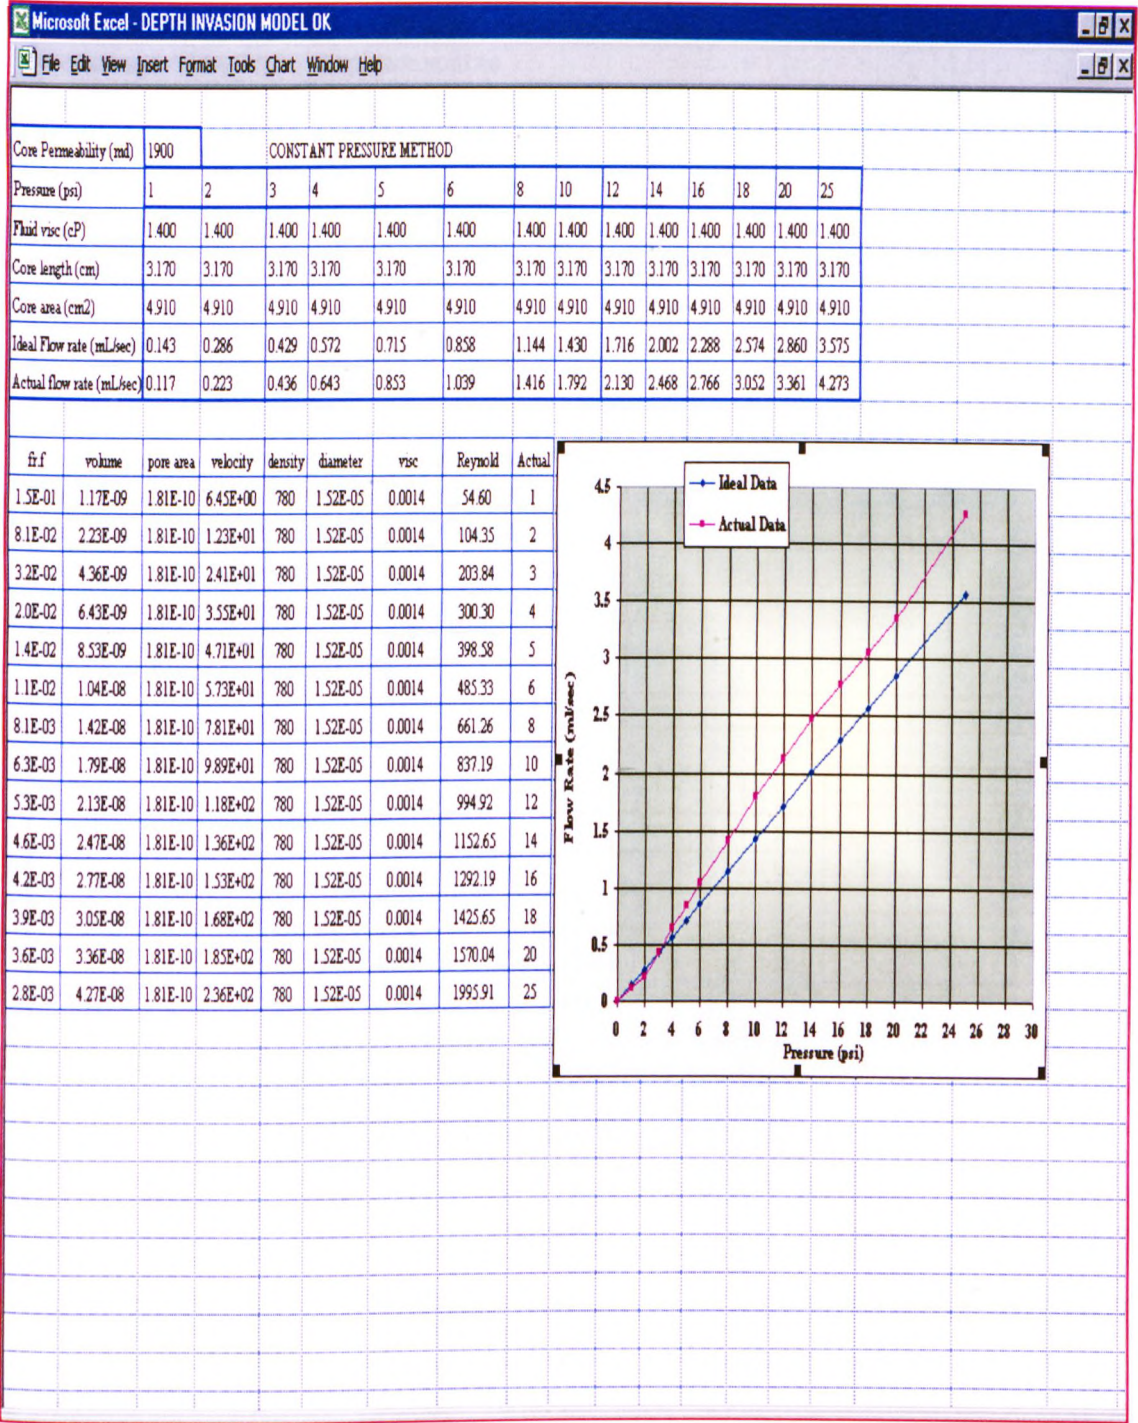 Microsoft Excel - DEPTH INVASION MODEL OK
File Edit View Insert Format Tools Chart Window Help
Core Permeability (md) 1900 CONSTANT PRESSURE METHOD
Pressure (psi) 1 2 3 4 5 6 8 10 12 14 16 18 20 25
Fluid visc (cP) 1.400 1.400 1.400 1.400 1.400 1.400 1.400 1.400 1.400 1.400 1.400 1.400 1.400 1.400
Core length (cm) 3.170 3.170 3.170 3.170 3.170 3.170 3.170 3.170 3.170 3.170 3.170 3.170 3.170 3.170
Core area (cm2) 4.910 4.910 4.910 4.910 4.910 4.910 4.910 4.910 4.910 4.910 4.910 4.910 4.910 4.910
Ideal Flow rate (mL/sec) 0.143 0.286 0.429 0.572 0.715 0.858 1.144 1.430 1.716 2.002 2.288 2.574 2.860 3.575
Actual flow rate (mL/sec) 0.117 0.223 0.436 0.643 0.853 1.039 1.416 1.792 2.130 2.468 2.766 3.052 3.361 4.273
fr.f volume pore area velocity density diameter visc Reynold Actual
1.5E-01 1.17E-09 1.81E-10 6.45E+00 780 1.52E-05 0.0014 54.60 1
8.1E-02 2.23E-09 1.81E-10 1.23E+01 780 1.52E-05 0.0014 104.35 2
3.2E-02 4.36E-09 1.81E-10 2.41E+01 780 1.52E-05 0.0014 203.84 3
2.0E-02 6.43E-09 1.81E-10 3.55E+01 780 1.52E-05 0.0014 300.30 4
1.4E-02 8.53E-09 1.81E-10 4.71E+01 780 1.52E-05 0.0014 398.58 5
1.1E-02 1.04E-08 1.81E-10 5.73E+01 780 1.52E-05 0.0014 485.33 6
8.1E-03 1.42E-08 1.81E-10 7.81E+01 780 1.52E-05 0.0014 661.26 8
6.3E-03 1.79E-08 1.81E-10 9.89E+01 780 1.52E-05 0.0014 837.19 10
5.3E-03 2.13E-08 1.81E-10 1.18E+02 780 1.52E-05 0.0014 994.92 12
4.6E-03 2.47E-08 1.81E-10 1.36E+02 780 1.52E-05 0.0014 1152.65 14
4.2E-03 2.77E-08 1.81E-10 1.53E+02 780 1.52E-05 0.0014 1292.19 16
3.9E-03 3.05E-08 1.81E-10 1.68E+02 780 1.52E-05 0.0014 1425.65 18
3.6E-03 3.36E-08 1.81E-10 1.85E+02 780 1.52E-05 0.0014 1570.04 20
2.8E-03 4.27E-08 1.81E-10 2.36E+02 780 1.52E-05 0.0014 1995.91 25
Ideal Data
Actual Data
Flow Rate (ml/sec)
4.5
4
3.5
3
2.5
2
1.5
1
0.5
0
0 2 4 6 8 10 12 14 16 18 20 22 24 26 28 30
Pressure (psi)